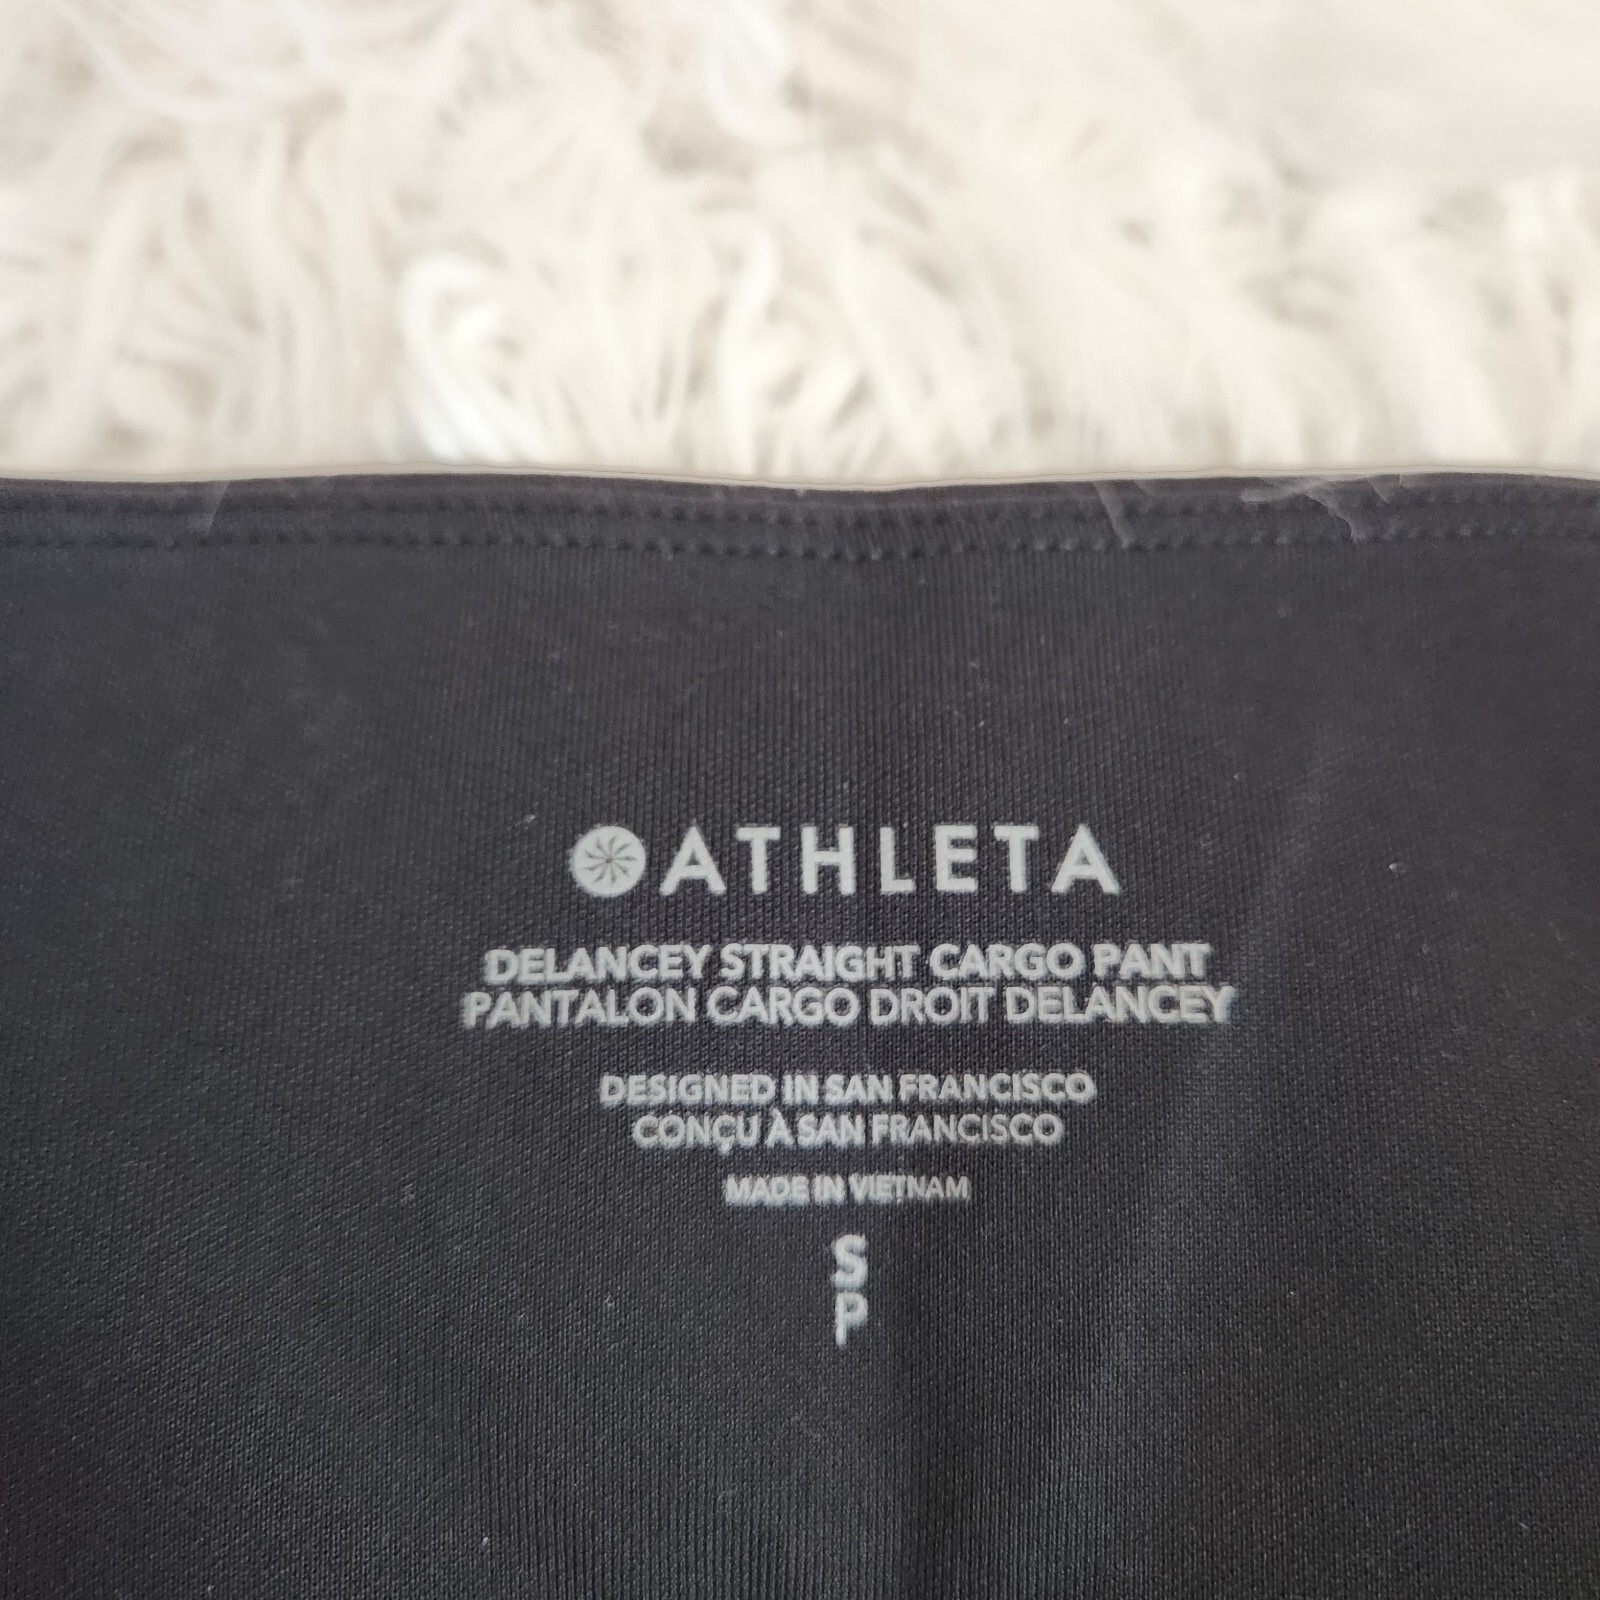 ATHLETA
DELANCEY STRAIGHT CARGO PANT
PANTALON CARGO DROIT DELANCEY
DESIGNED IN SAN FRANCISCO
CONÇU À SAN FRANCISCO
MADE IN VIETNAM
S
P